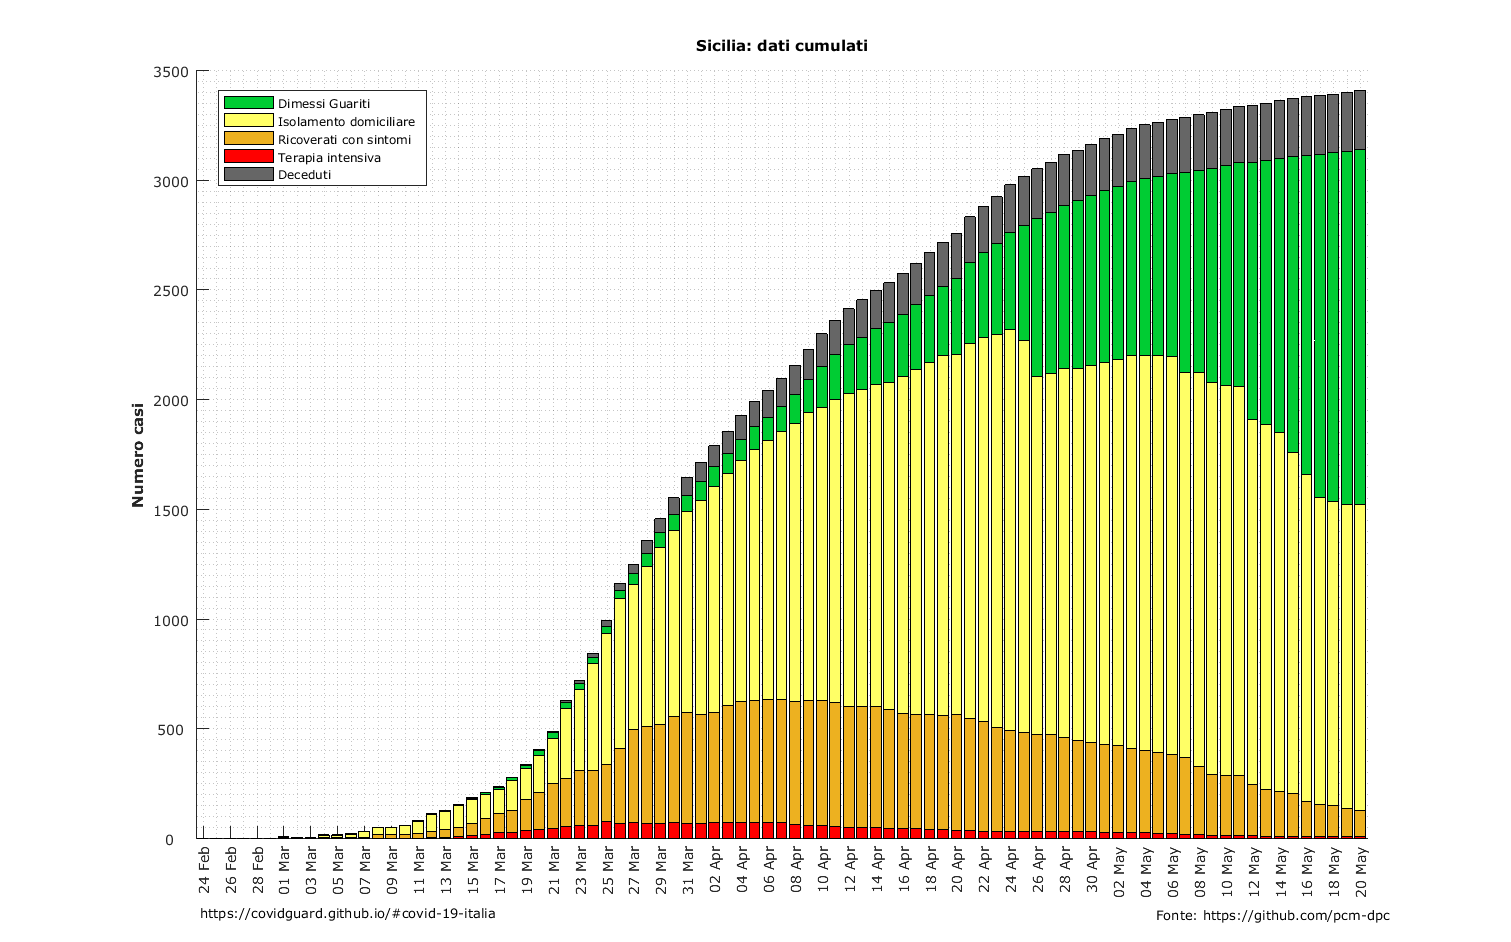 Sicilia: dati cumulati
3500
3000
2500
2000
1500
1000
500
0
Numero casi
Dimessi Guariti
Isolamento domiciliare
Ricoverati con sintomi
Terapia intensiva
Deceduti
24 Feb
26 Feb
28 Feb
01 Mar
03 Mar
05 Mar
07 Mar
09 Mar
11 Mar
13 Mar
15 Mar
17 Mar
19 Mar
21 Mar
23 Mar
25 Mar
27 Mar
29 Mar
31 Mar
02 Apr
04 Apr
06 Apr
08 Apr
10 Apr
12 Apr
14 Apr
16 Apr
18 Apr
20 Apr
22 Apr
24 Apr
26 Apr
28 Apr
30 Apr
02 May
04 May
06 May
08 May
10 May
12 May
14 May
16 May
18 May
20 May
https://covidguard.github.io/#covid-19-italia
Fonte: https://github.com/pcm-dpc